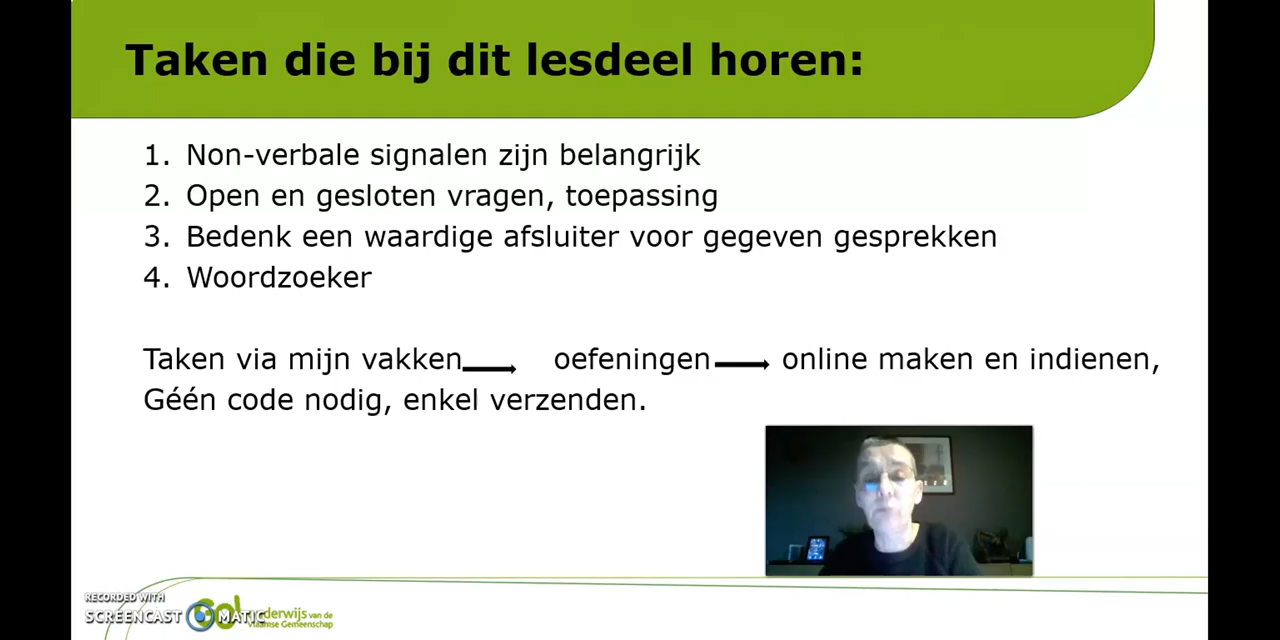 Taken die bij dit lesdeel horen:
1. Non-verbale signalen zijn belangrijk
2. Open en gesloten vragen, toepassing
3. Bedenk een waardige afsluiter voor gegeven gesprekken
4. Woordzoeker
Taken via mijn vakken oefeningen online maken en indienen,
Géén code nodig, enkel verzenden.
RECORDED WITH
SCREENCAST MATIC
van de
Vlaamse Gemeenschap